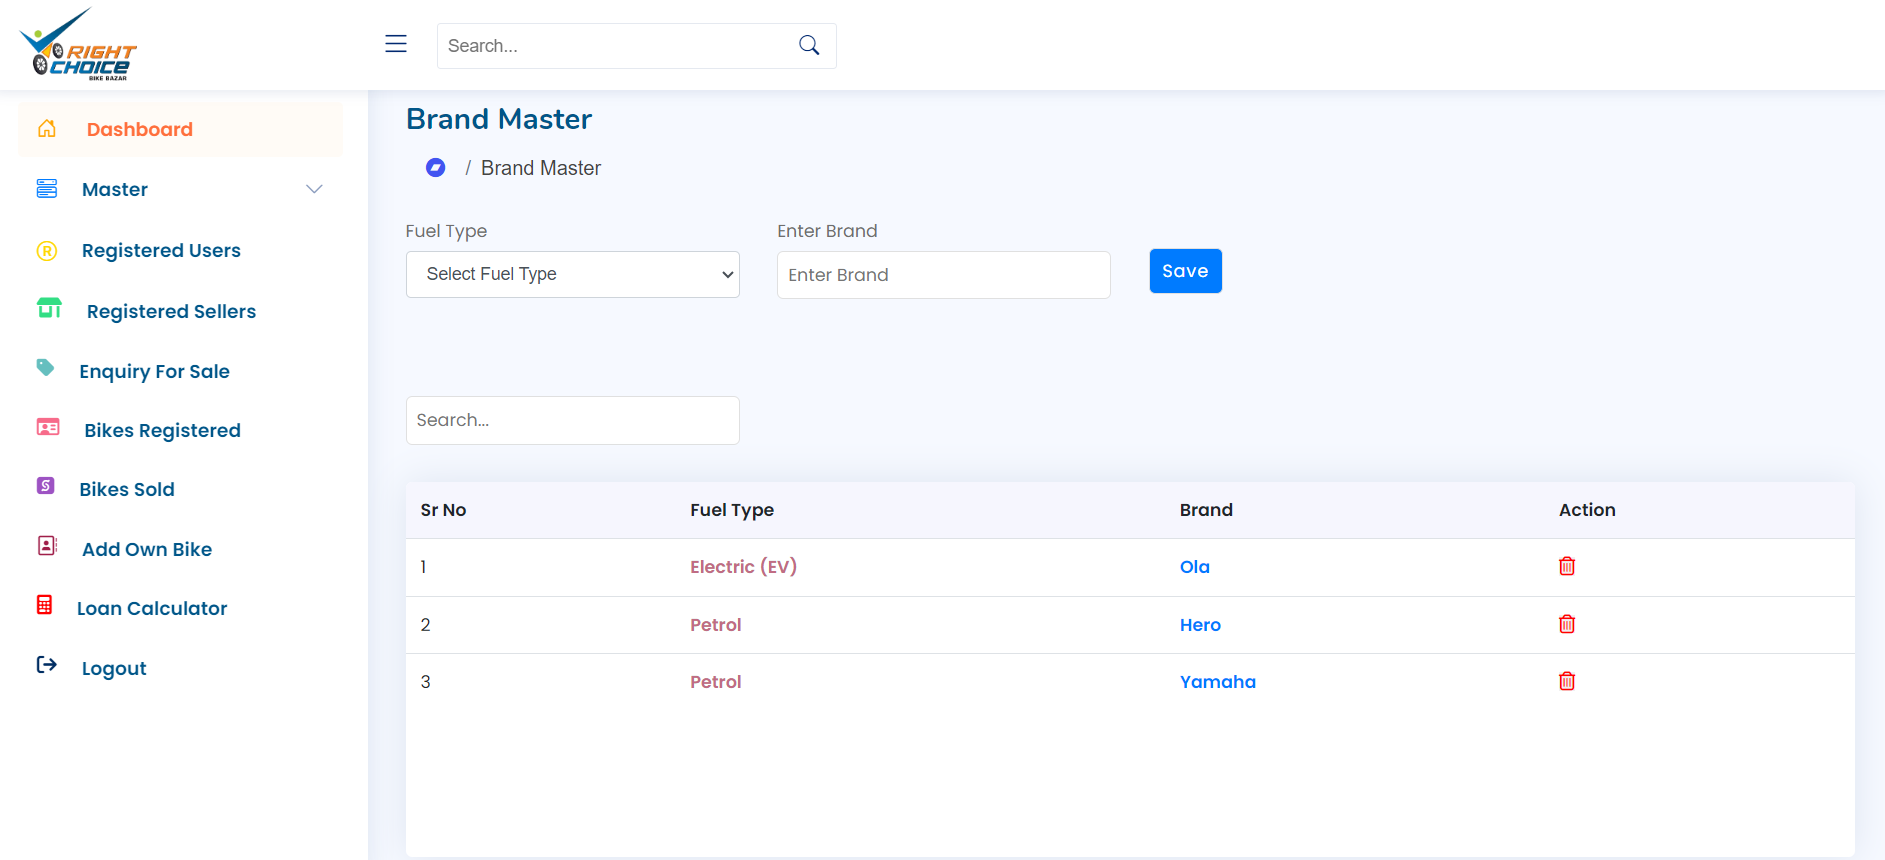 RIGHT
CHOICE
BIKE BAZAR
Search...
Dashboard
Master
Registered Users
Registered Sellers
Enquiry For Sale
Bikes Registered
Bikes Sold
Add Own Bike
Loan Calculator
Logout
Brand Master
/ Brand Master
Fuel Type
Enter Brand
Select Fuel Type
Enter Brand
Save
Search...
Sr No Fuel Type Brand Action
1 Electric (EV) Ola
2 Petrol Hero
3 Petrol Yamaha